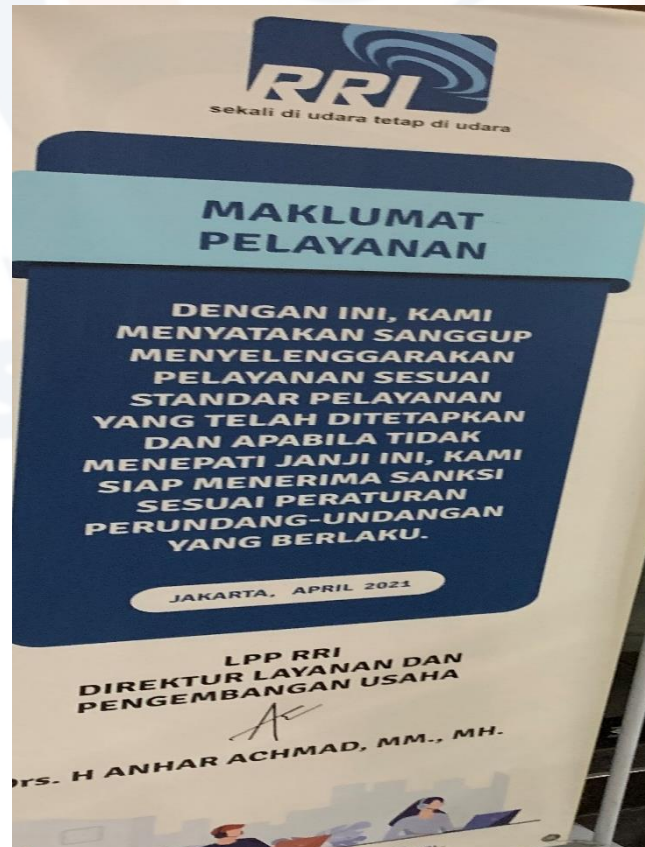 RRI
sekali di udara tetap di udara
MAKLUMAT
PELAYANAN
DENGAN INI, KAMI
MENYATAKAN SANGGUP
MENYELENGGARAKAN
PELAYANAN SESUAI
STANDAR PELAYANAN
YANG TELAH DITETAPKAN
DAN APABILA TIDAK
MENEPATI JANJI INI, KAMI
SIAP MENERIMA SANKSI
SESUAI PERATURAN
PERUNDANG-UNDANGAN
YANG BERLAKU.
JAKARTA, APRIL 2021
LPP RRI
DIREKTUR LAYANAN DAN
PENGEMBANGAN USAHA
Drs. H ANHAR ACHMAD, MM., MH.